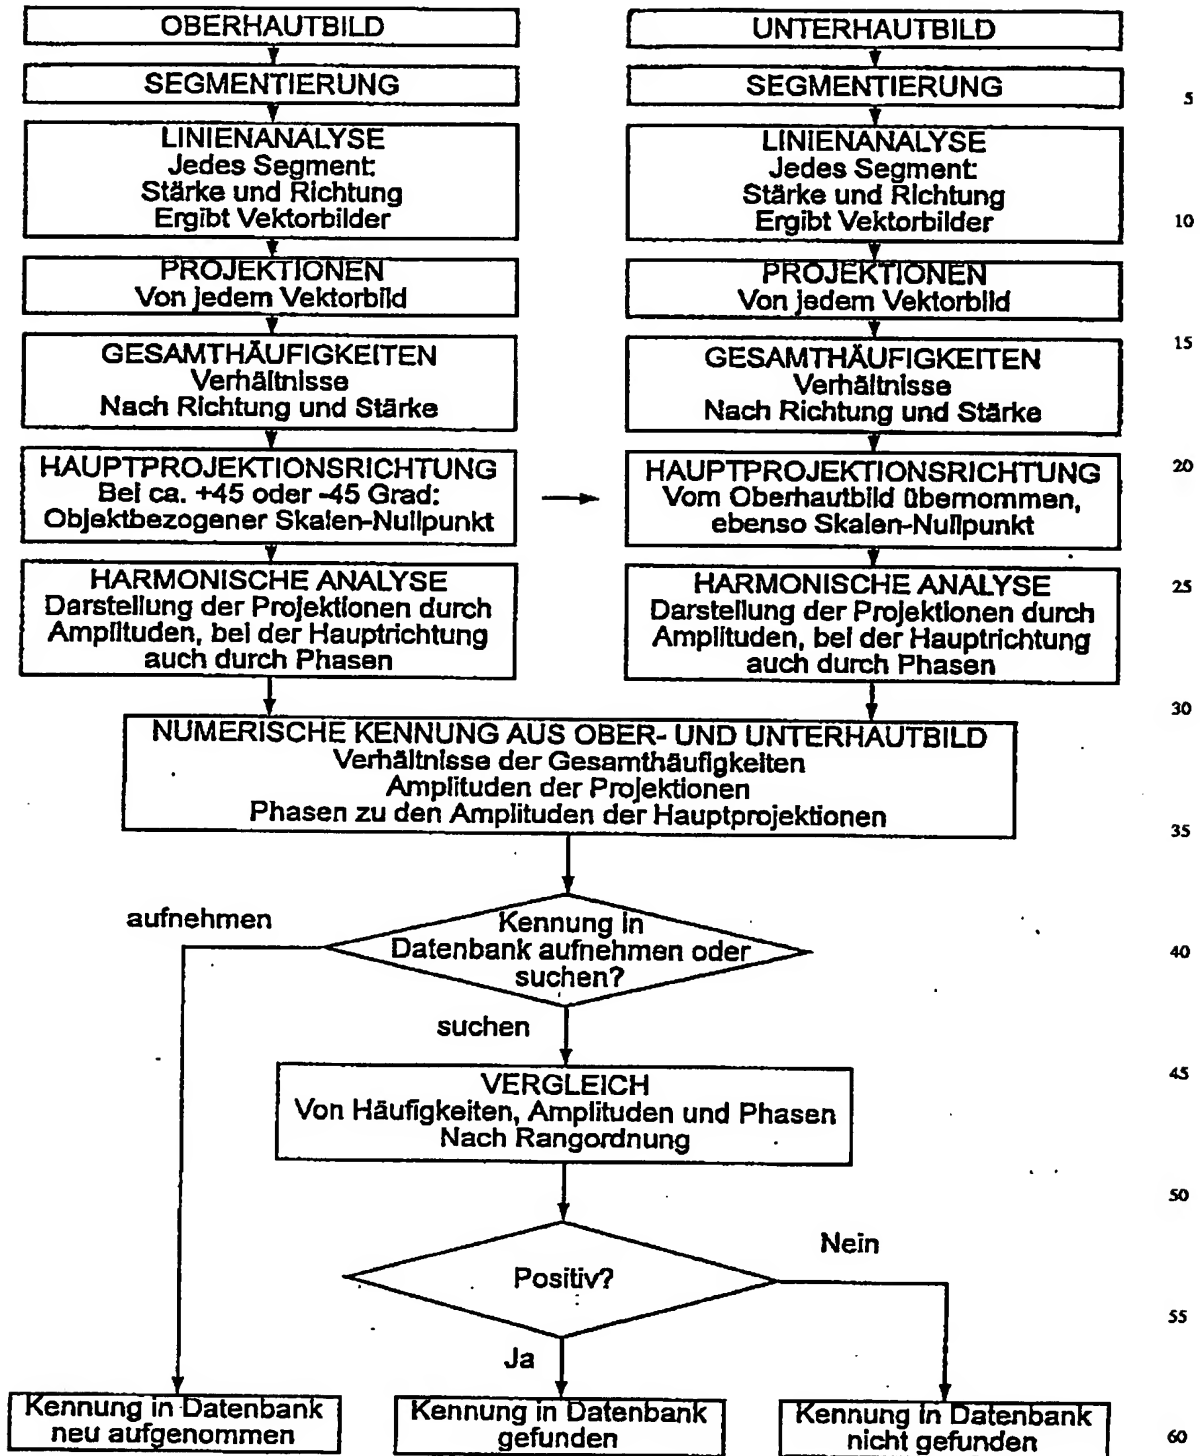 OBERHAUTBILD
SEGMENTIERUNG
LINIENANALYSE
Jedes Segment:
Stärke und Richtung
Ergibt Vektorbilder
PROJEKTIONEN
Von jedem Vektorbild
GESAMTHÄUFIGKEITEN
Verhältnisse
Nach Richtung und Stärke
HAUPTPROJEKTIONSRICHTUNG
Bei ca. +45 oder -45 Grad:
Objektbezogener Skalen-Nullpunkt
HARMONISCHE ANALYSE
Darstellung der Projektionen durch
Amplituden, bei der Hauptrichtung
auch durch Phasen
UNTERHAUTBILD
SEGMENTIERUNG
LINIENANALYSE
Jedes Segment:
Stärke und Richtung
Ergibt Vektorbilder
PROJEKTIONEN
Von jedem Vektorbild
GESAMTHÄUFIGKEITEN
Verhältnisse
Nach Richtung und Stärke
HAUPTPROJEKTIONSRICHTUNG
Vom Oberhautbild übernommen,
ebenso Skalen-Nullpunkt
HARMONISCHE ANALYSE
Darstellung der Projektionen durch
Amplituden, bei der Hauptrichtung
auch durch Phasen
NUMERISCHE KENNUNG AUS OBER- UND UNTERHAUTBILD
Verhältnisse der Gesamthäufigkeiten
Amplituden der Projektionen
Phasen zu den Amplituden der Hauptprojektionen
aufnehmen
Kennung in
Datenbank aufnehmen oder
suchen?
suchen
VERGLEICH
Von Häufigkeiten, Amplituden und Phasen
Nach Rangordnung
Positiv?
Nein
Ja
Kennung in Datenbank
neu aufgenommen
Kennung in Datenbank
gefunden
Kennung in Datenbank
nicht gefunden
5
10
15
20
25
30
35
40
45
50
55
60